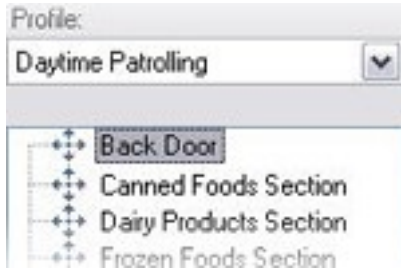 Profile:
Daytime Patrolling
Back Door
Canned Foods Section
Dairy Products Section
Frozen Foods Section